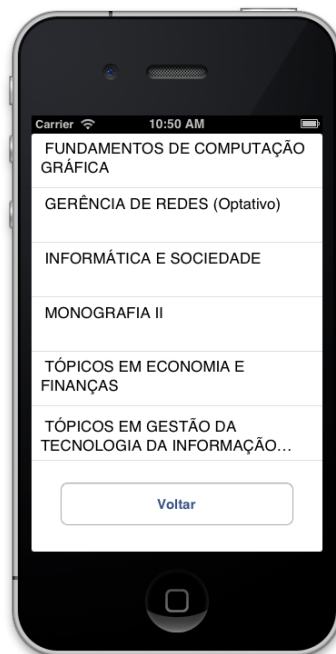 Carrier 10:50 AM
FUNDAMENTOS DE COMPUTAÇÃO
GRÁFICA
GERÊNCIA DE REDES (Optativo)
INFORMÁTICA E SOCIEDADE
MONOGRAFIA II
TÓPICOS EM ECONOMIA E
FINANÇAS
TÓPICOS EM GESTÃO DA
TECNOLOGIA DA INFORMAÇÃO...
Voltar